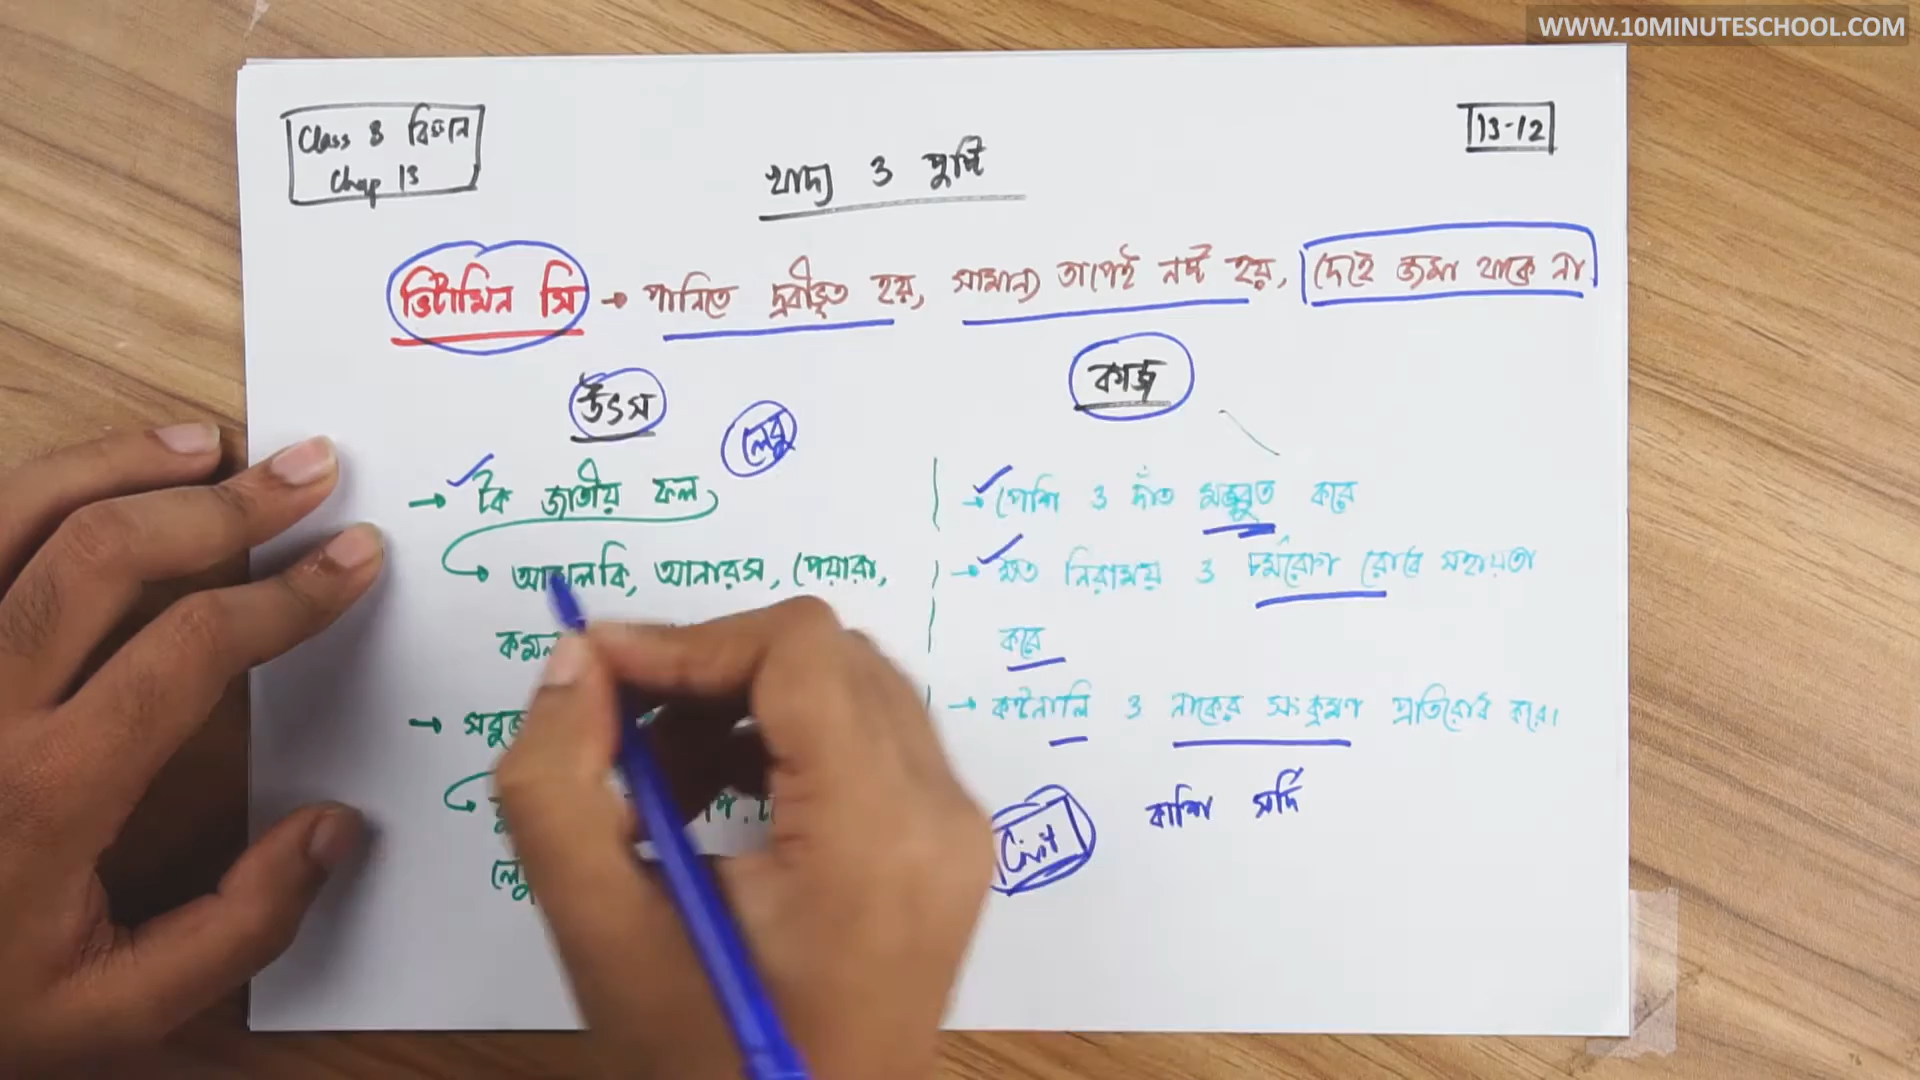 WWW.10MINUTESCHOOL.COM
Class 8 বিজ্ঞান
Chap 13
13-12
খাদ্য ও পুষ্টি
ভিটামিন সি → পানিতে দ্রবীভূত হয়, সামান্য তাপেই নষ্ট হয়, দেহে জমা থাকে না
উৎস
লেবু
→ টক জাতীয় ফল
→ আমলকি, আনারস, পেয়ারা,
→ সবুজ
কাজ
→ পেশি ও দাঁত মজবুত করে
→ ক্ষত নিরাময় ও চর্মরোগ রোধে সহায়তা
করে
→ কণ্ঠনালি ও নাকের সংক্রমণ প্রতিরোধ করে।
Civit
কাশি সর্দি